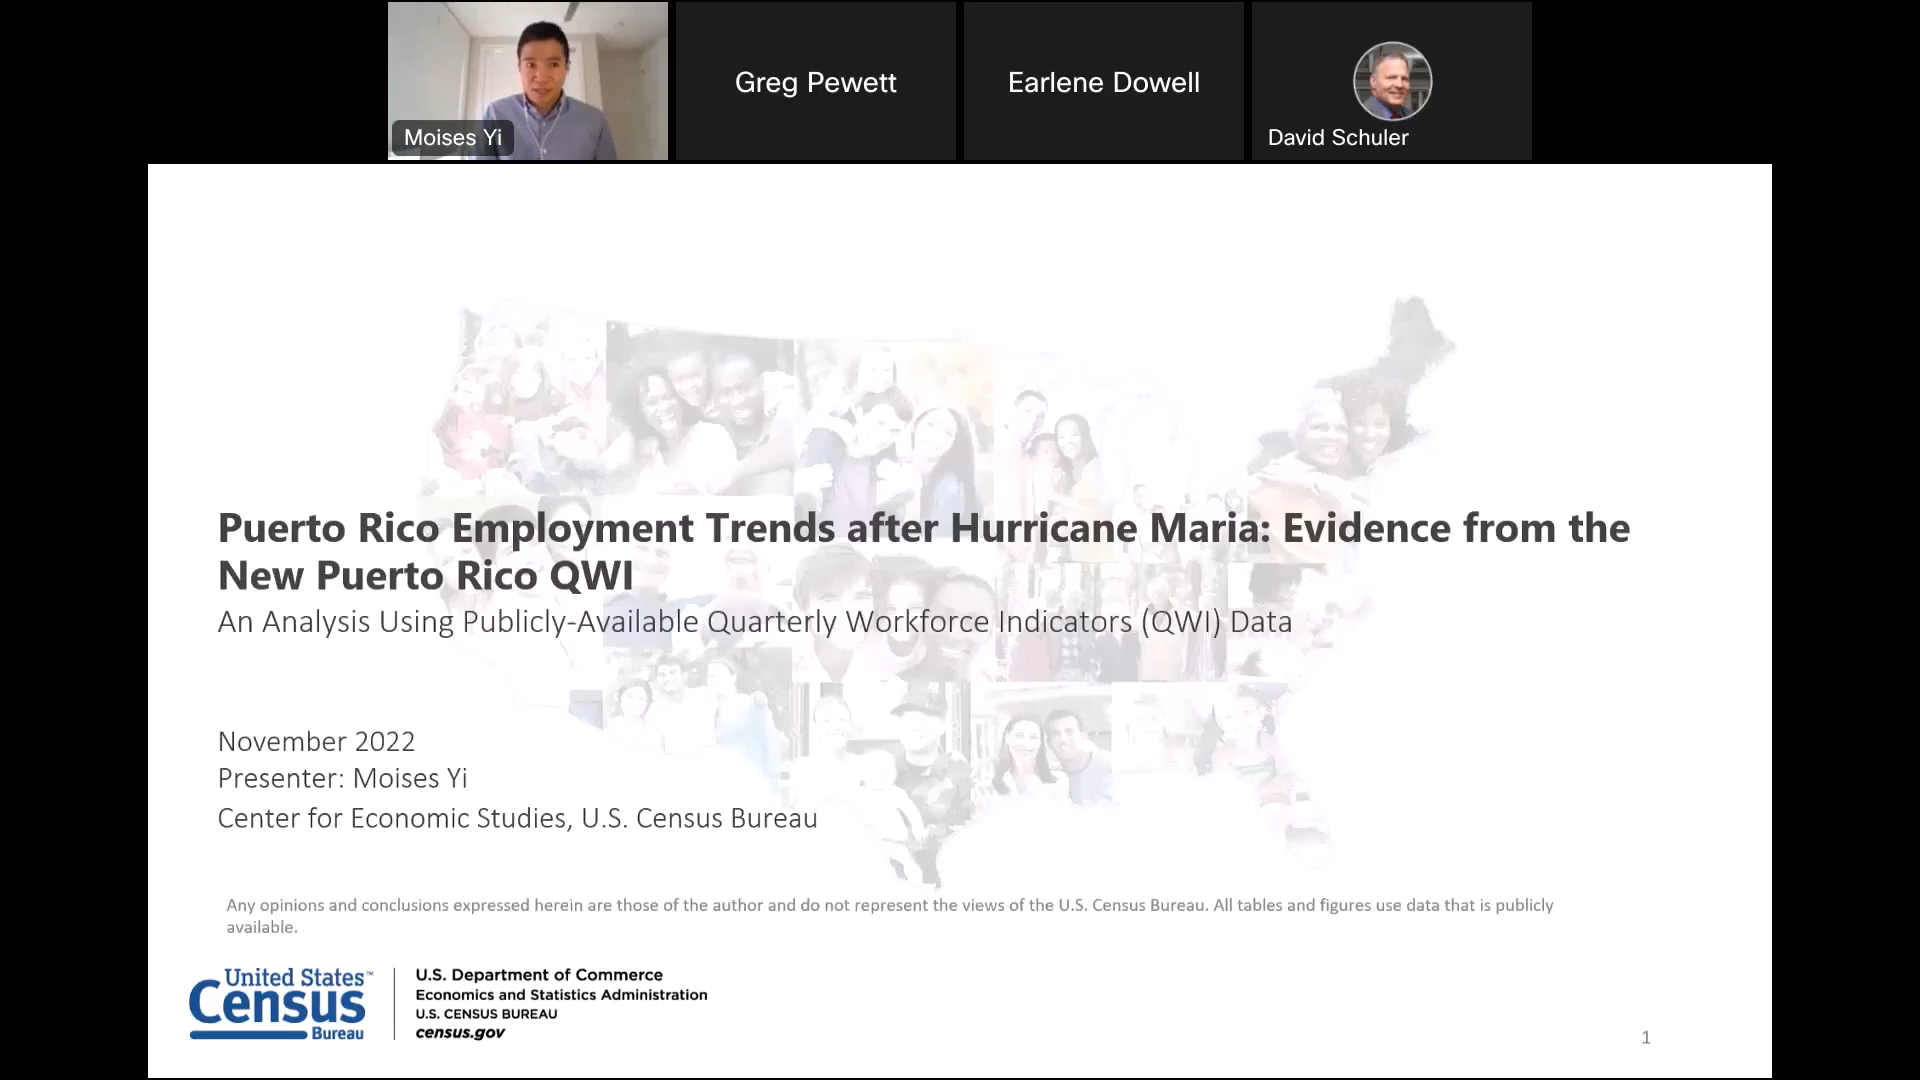 Moises Yi
Greg Pewett
Earlene Dowell
David Schuler
Puerto Rico Employment Trends after Hurricane Maria: Evidence from the
New Puerto Rico QWI
An Analysis Using Publicly-Available Quarterly Workforce Indicators (QWI) Data
November 2022
Presenter: Moises Yi
Center for Economic Studies, U.S. Census Bureau
Any opinions and conclusions expressed herein are those of the author and do not represent the views of the U.S. Census Bureau. All tables and figures use data that is publicly
available.
United States™
Census
Bureau
U.S. Department of Commerce
Economics and Statistics Administration
U.S. CENSUS BUREAU
census.gov
1